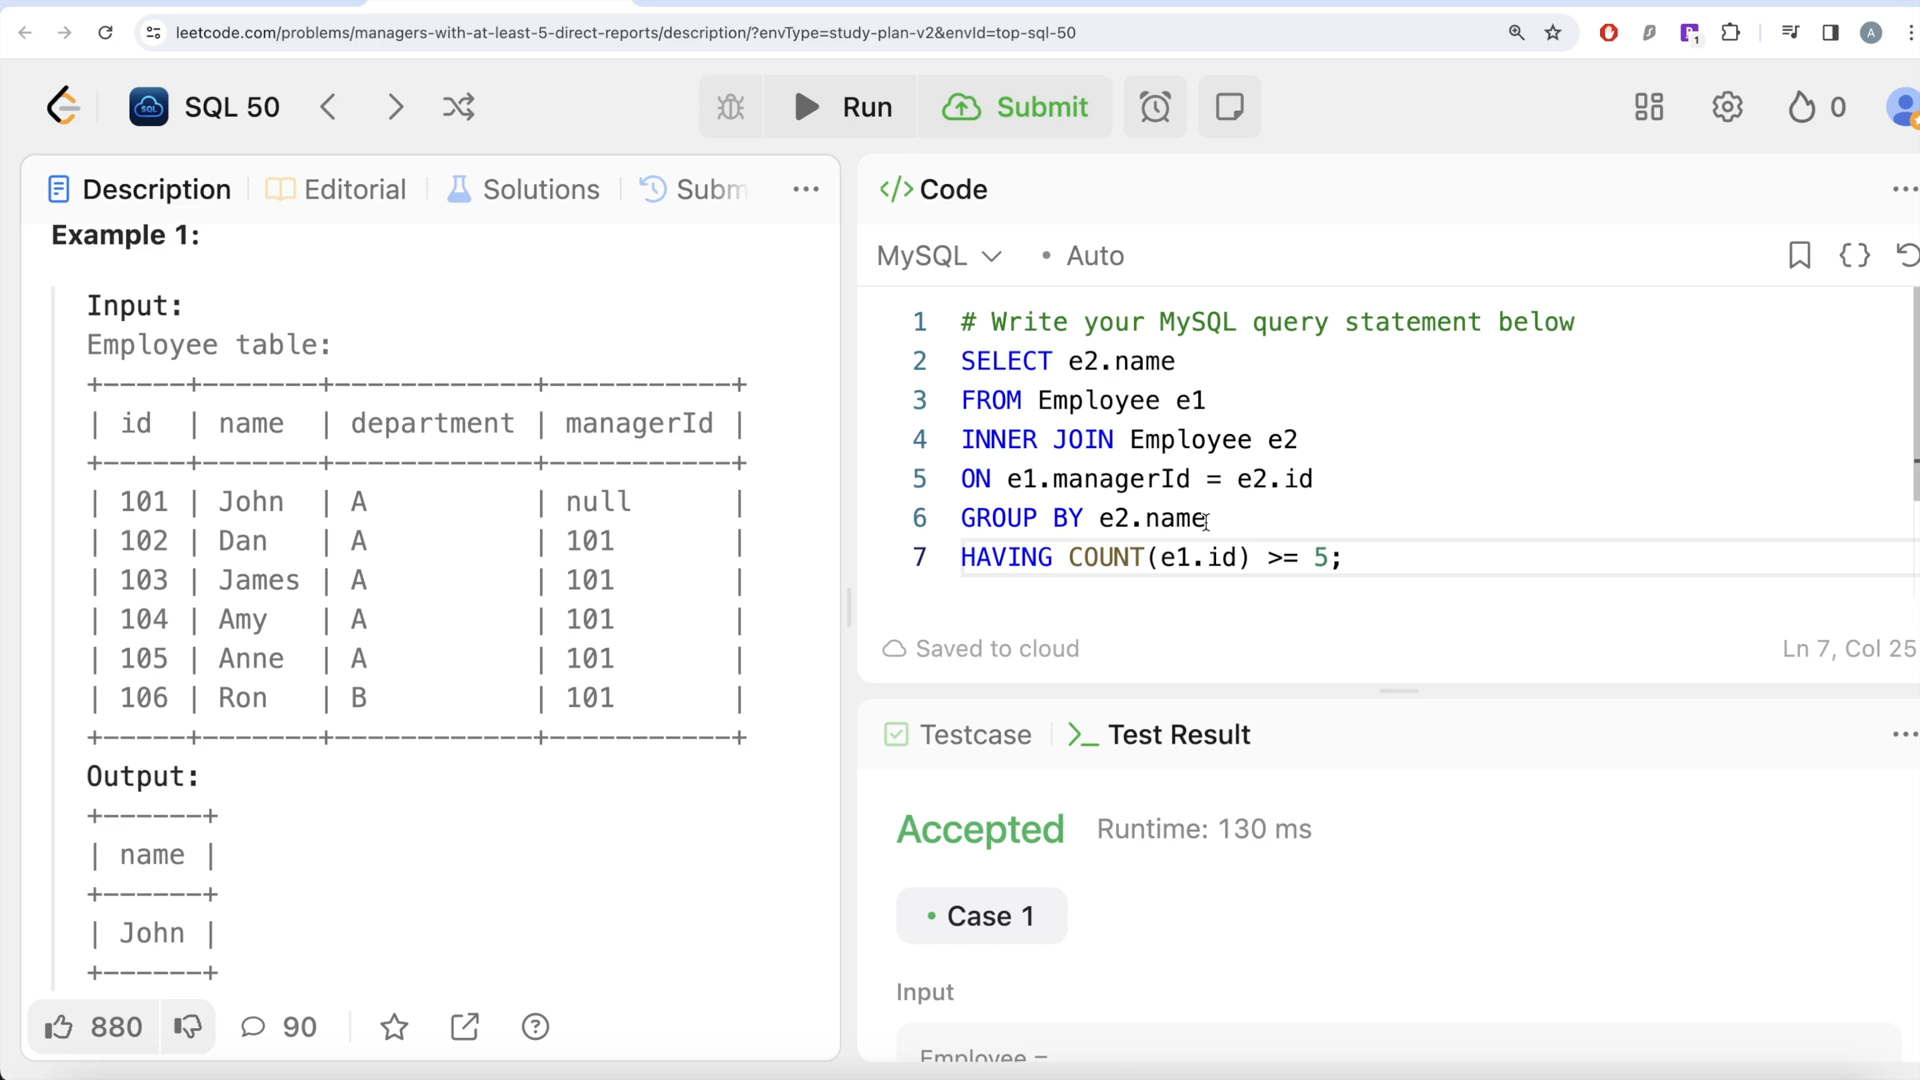 leetcode.com/problems/managers-with-at-least-5-direct-reports/description/?envType=study-plan-v2&envId=top-sql-50
1
A
SQL
SQL 50
Run
Submit
0
Description
Editorial
Solutions
Subm
Example 1:
Input:
Employee table:
+-----+-------+------------+-----------+
| id  | name  | department | managerId |
+-----+-------+------------+-----------+
| 101 | John  | A          | null      |
| 102 | Dan   | A          | 101       |
| 103 | James | A          | 101       |
| 104 | Amy   | A          | 101       |
| 105 | Anne  | A          | 101       |
| 106 | Ron   | B          | 101       |
+-----+-------+------------+-----------+
Output:
+------+
| name |
+------+
| John |
+------+
880
90
</> Code
MySQL
• Auto
1 # Write your MySQL query statement below
2 SELECT e2.name
3 FROM Employee e1
4 INNER JOIN Employee e2
5 ON e1.managerId = e2.id
6 GROUP BY e2.name
7 HAVING COUNT(e1.id) >= 5;
Saved to cloud
Ln 7, Col 25
Testcase
Test Result
Accepted
Runtime: 130 ms
• Case 1
Input
Employee =